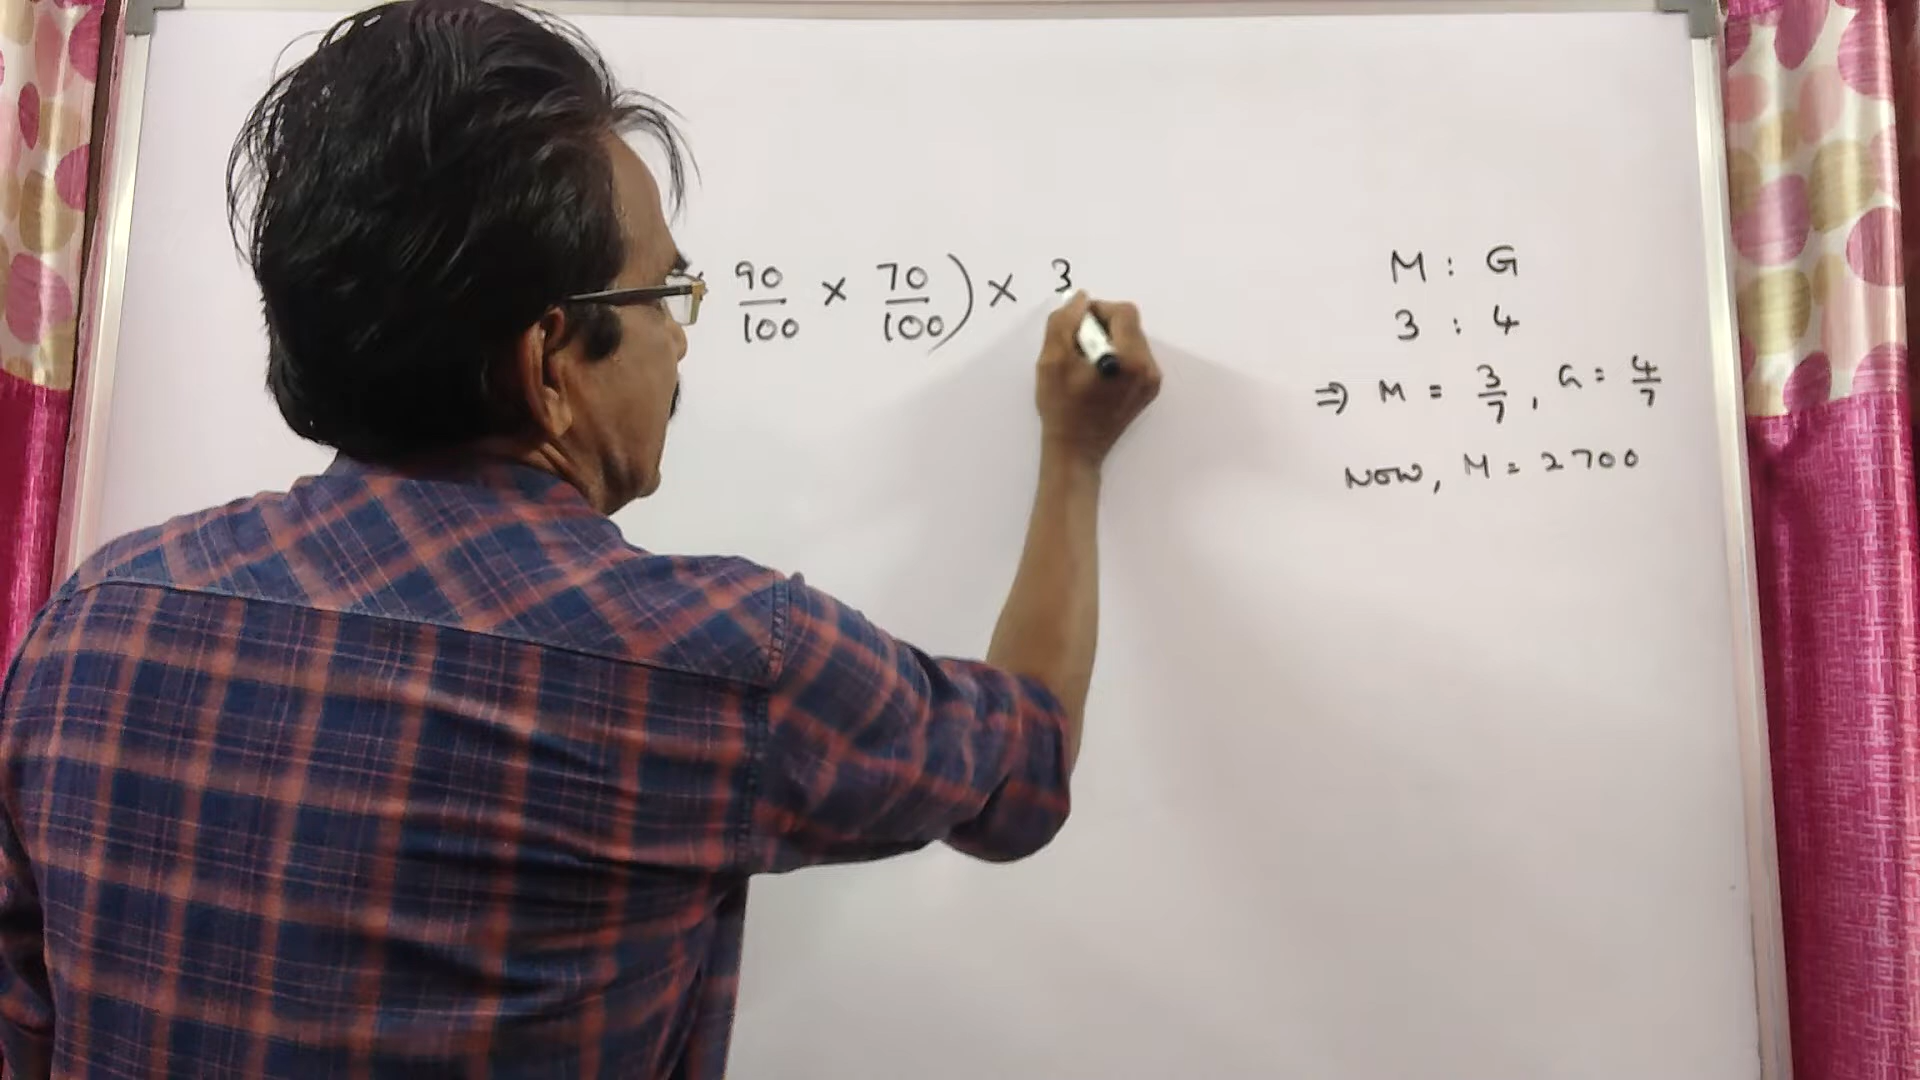 90/100 × 70/100) × 3
M : G
3 : 4
⇒ M = 3/7, G = 4/7
NOW, M = 2700